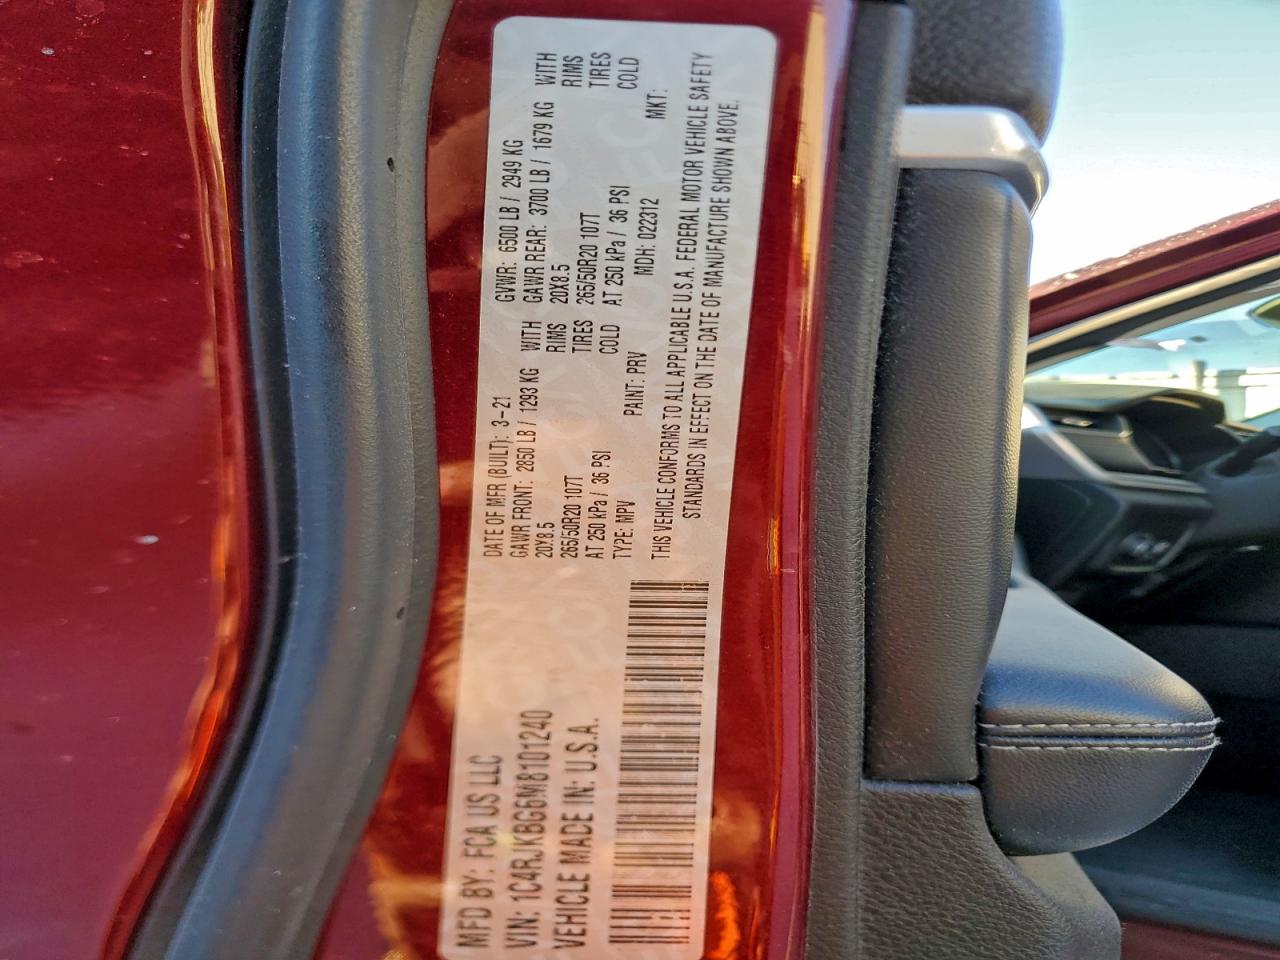 MFD BY: FCA US LLC
VIN: 1C4RJKBG6M8101240
VEHICLE MADE IN: U.S.A.
DATE OF MFR (BUILT): 3-21
GVWR: 6500 LB / 2949 KG
GAWR FRONT: 2850 LB / 1293 KG WITH
20X8.5 RIMS
265/50R20 107T TIRES
AT 250 kPa / 36 PSI COLD
GAWR REAR: 3700 LB / 1679 KG WITH
20X8.5 RIMS
265/50R20 107T TIRES
AT 250 kPa / 36 PSI COLD
TYPE: MPV PAINT: PRV MDH: 022312 MKT:
THIS VEHICLE CONFORMS TO ALL APPLICABLE U.S.A. FEDERAL MOTOR VEHICLE SAFETY
STANDARDS IN EFFECT ON THE DATE OF MANUFACTURE SHOWN ABOVE.